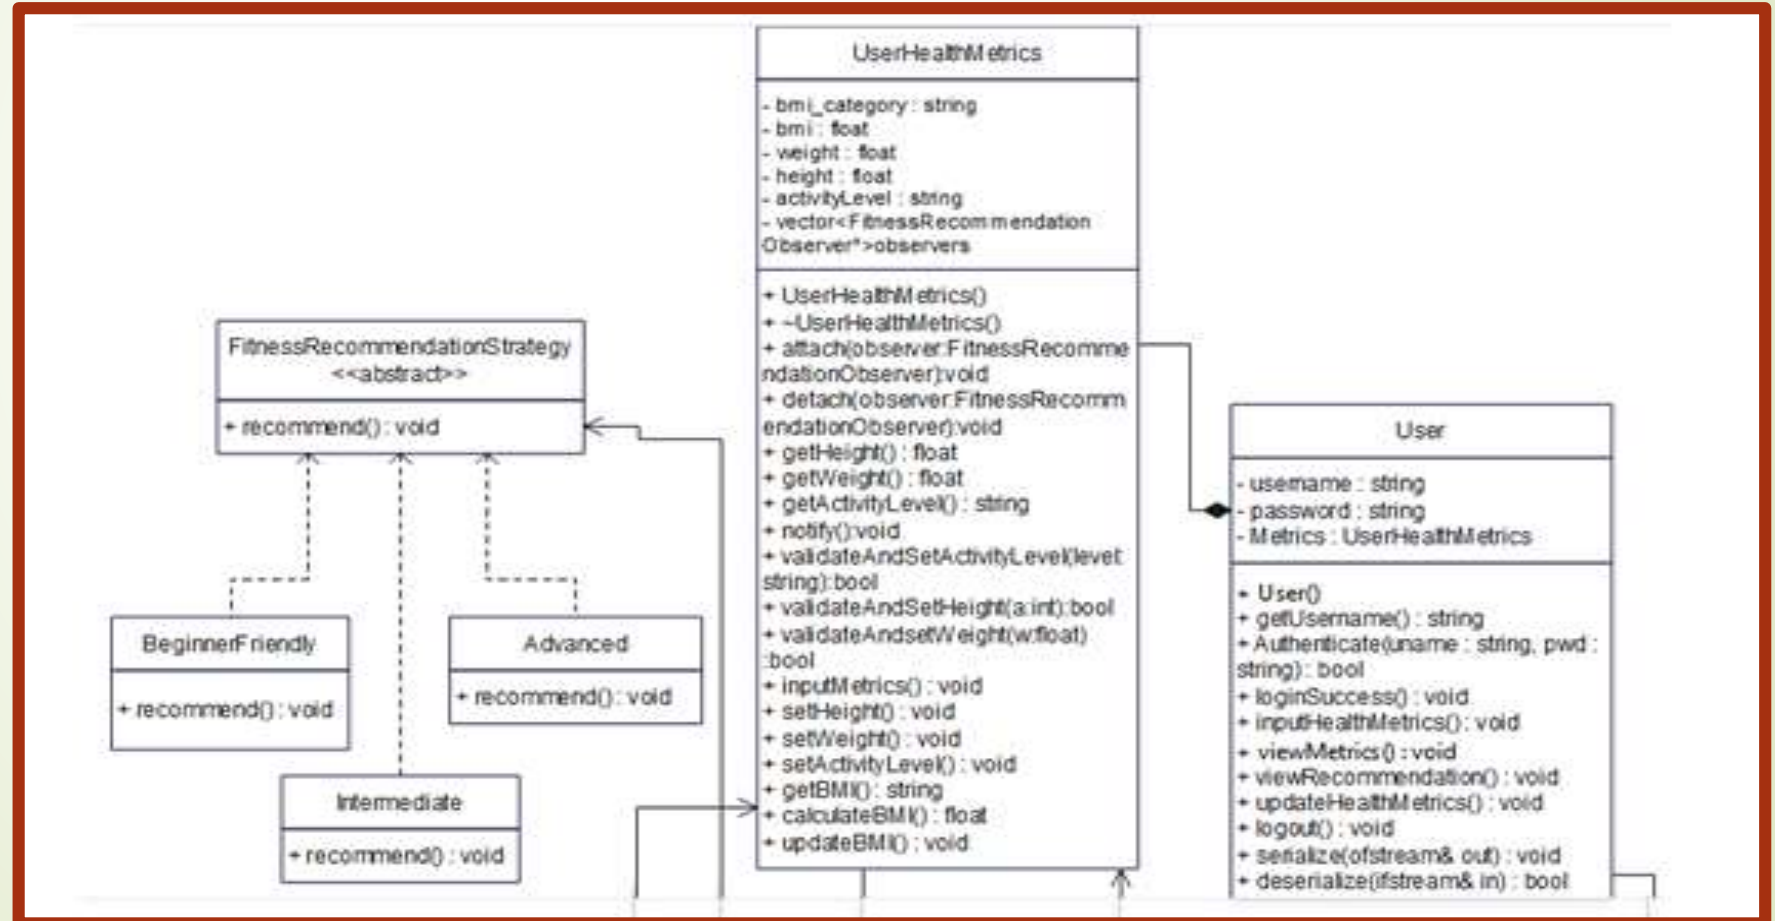 UserHealthMetrics
- bmi_category : string
- bmi : float
- weight : float
- height : float
- activityLevel : string
- vector<FitnessRecommendation
Observer*>observers
+ UserHealthMetrics()
+ ~UserHealthMetrics()
+ attach(observer:FitnessRecomme
ndationObserver):void
+ detach(observer:FitnessRecomm
endationObserver):void
+ getHeight() : float
+ getWeight() : float
+ getActivityLevel() : string
+ notify():void
+ validateAndSetActivityLevel(level:
string):bool
+ validateAndSetHeight(a:int):bool
+ validateAndsetWeight(w:float)
:bool
+ inputMetrics() : void
+ setHeight() : void
+ setWeight() : void
+ setActivityLevel() : void
+ getBMI() : string
+ calculateBMI() : float
+ updateBMI() : void
FitnessRecommendationStrategy
<<abstract>>
+ recommend() : void
BeginnerFriendly
+ recommend() : void
Advanced
+ recommend() : void
Intermediate
+ recommend() : void
User
- username : string
- password : string
- Metrics : UserHealthMetrics
+ User()
+ getUsername() : string
+ Authenticate(uname : string, pwd :
string) : bool
+ loginSuccess() : void
+ inputHealthMetrics() : void
+ viewMetrics() : void
+ viewRecommendation() : void
+ updateHealthMetrics() : void
+ logout() : void
+ serialize(ofstream& out) : void
+ deserialize(ifstream& in) : bool